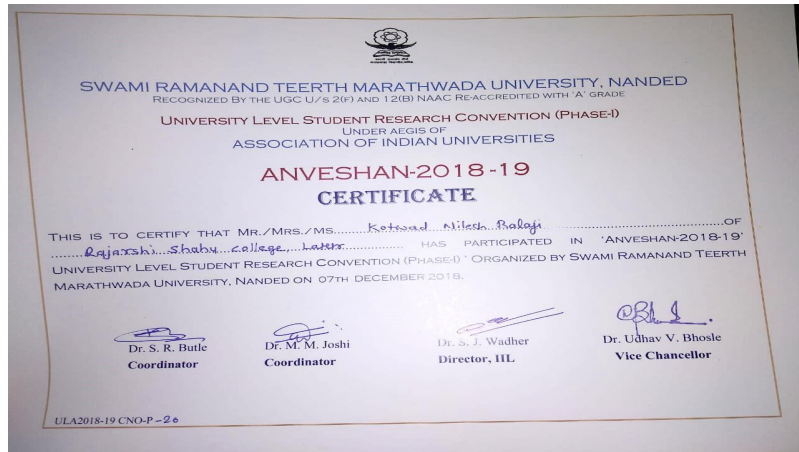 SWAMI RAMANAND TEERTH MARATHWADA UNIVERSITY, NANDED
RECOGNIZED BY THE UGC U/S 2(F) AND 12(B) NAAC RE-ACCREDITED WITH 'A' GRADE
UNIVERSITY LEVEL STUDENT RESEARCH CONVENTION (PHASE-I)
UNDER AEGIS OF
ASSOCIATION OF INDIAN UNIVERSITIES
ANVESHAN-2018-19
CERTIFICATE
THIS IS TO CERTIFY THAT MR./MRS./MS......Kotwad Nilesh Balaji......OF
......Rajarshi Shahu College, Latur...... HAS PARTICIPATED IN 'ANVESHAN-2018-19'
UNIVERSITY LEVEL STUDENT RESEARCH CONVENTION (PHASE-I) ' ORGANIZED BY SWAMI RAMANAND TEERTH
MARATHWADA UNIVERSITY, NANDED ON 07TH DECEMBER 2018.
Dr. S. R. Butle Dr. M. M. Joshi Dr. S. J. Wadher Dr. Udhav V. Bhosle
Coordinator Coordinator Director, IIL Vice Chancellor
ULA2018-19 CNO-P-20